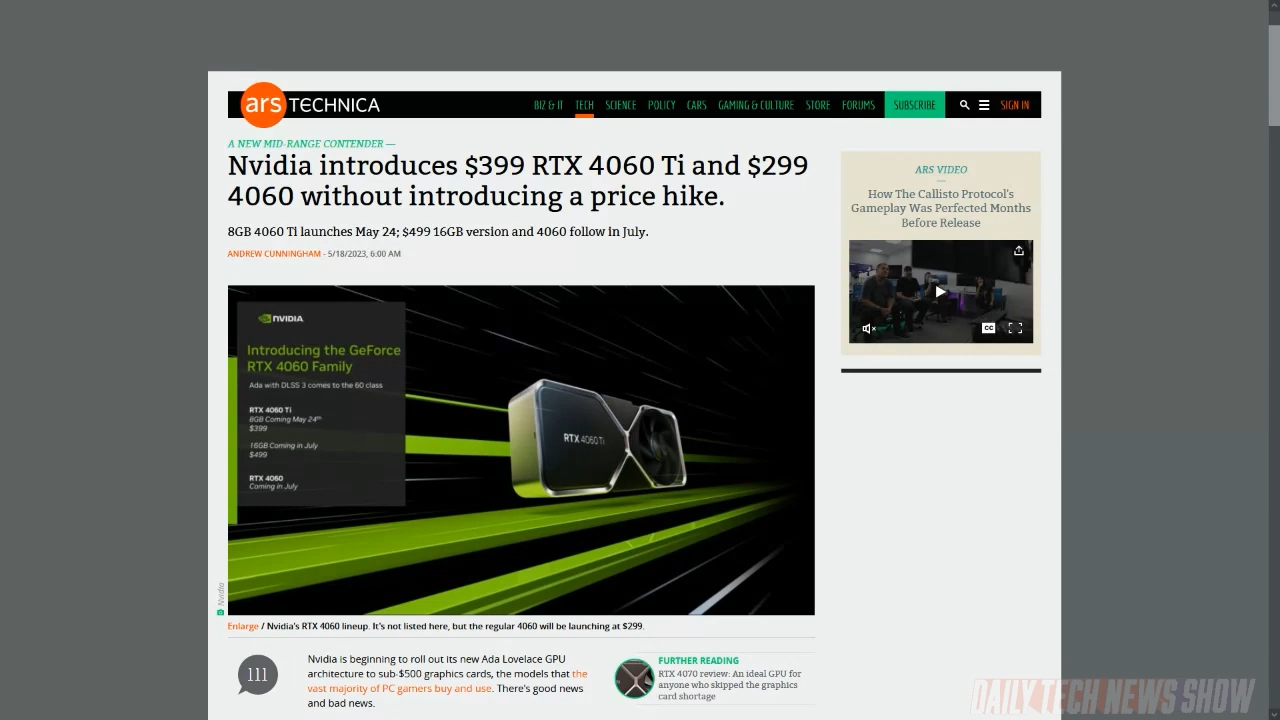 ars TECHNICA
BIZ & IT TECH SCIENCE POLICY CARS GAMING & CULTURE STORE FORUMS SUBSCRIBE SIGN IN
A NEW MID-RANGE CONTENDER —
Nvidia introduces $399 RTX 4060 Ti and $299
4060 without introducing a price hike.
8GB 4060 Ti launches May 24; $499 16GB version and 4060 follow in July.
ANDREW CUNNINGHAM - 5/18/2023, 6:00 AM
NVIDIA
Introducing the GeForce
RTX 4060 Family
Ada with DLSS 3 comes to the 60 class
RTX 4060 Ti
8GB Coming May 24th
$399
16GB Coming in July
$499
RTX 4060
Coming in July
RTX 4060 Ti
Nvidia
Enlarge / Nvidia's RTX 4060 lineup. It's not listed here, but the regular 4060 will be launching at $299.
111
Nvidia is beginning to roll out its new Ada Lovelace GPU
architecture to sub-$500 graphics cards, the models that the
vast majority of PC gamers buy and use. There's good news
and bad news.
FURTHER READING
RTX 4070 review: An ideal GPU for
anyone who skipped the graphics
card shortage
ARS VIDEO
How The Callisto Protocol's
Gameplay Was Perfected Months
Before Release
CC
DAILY TECH NEWS SHOW